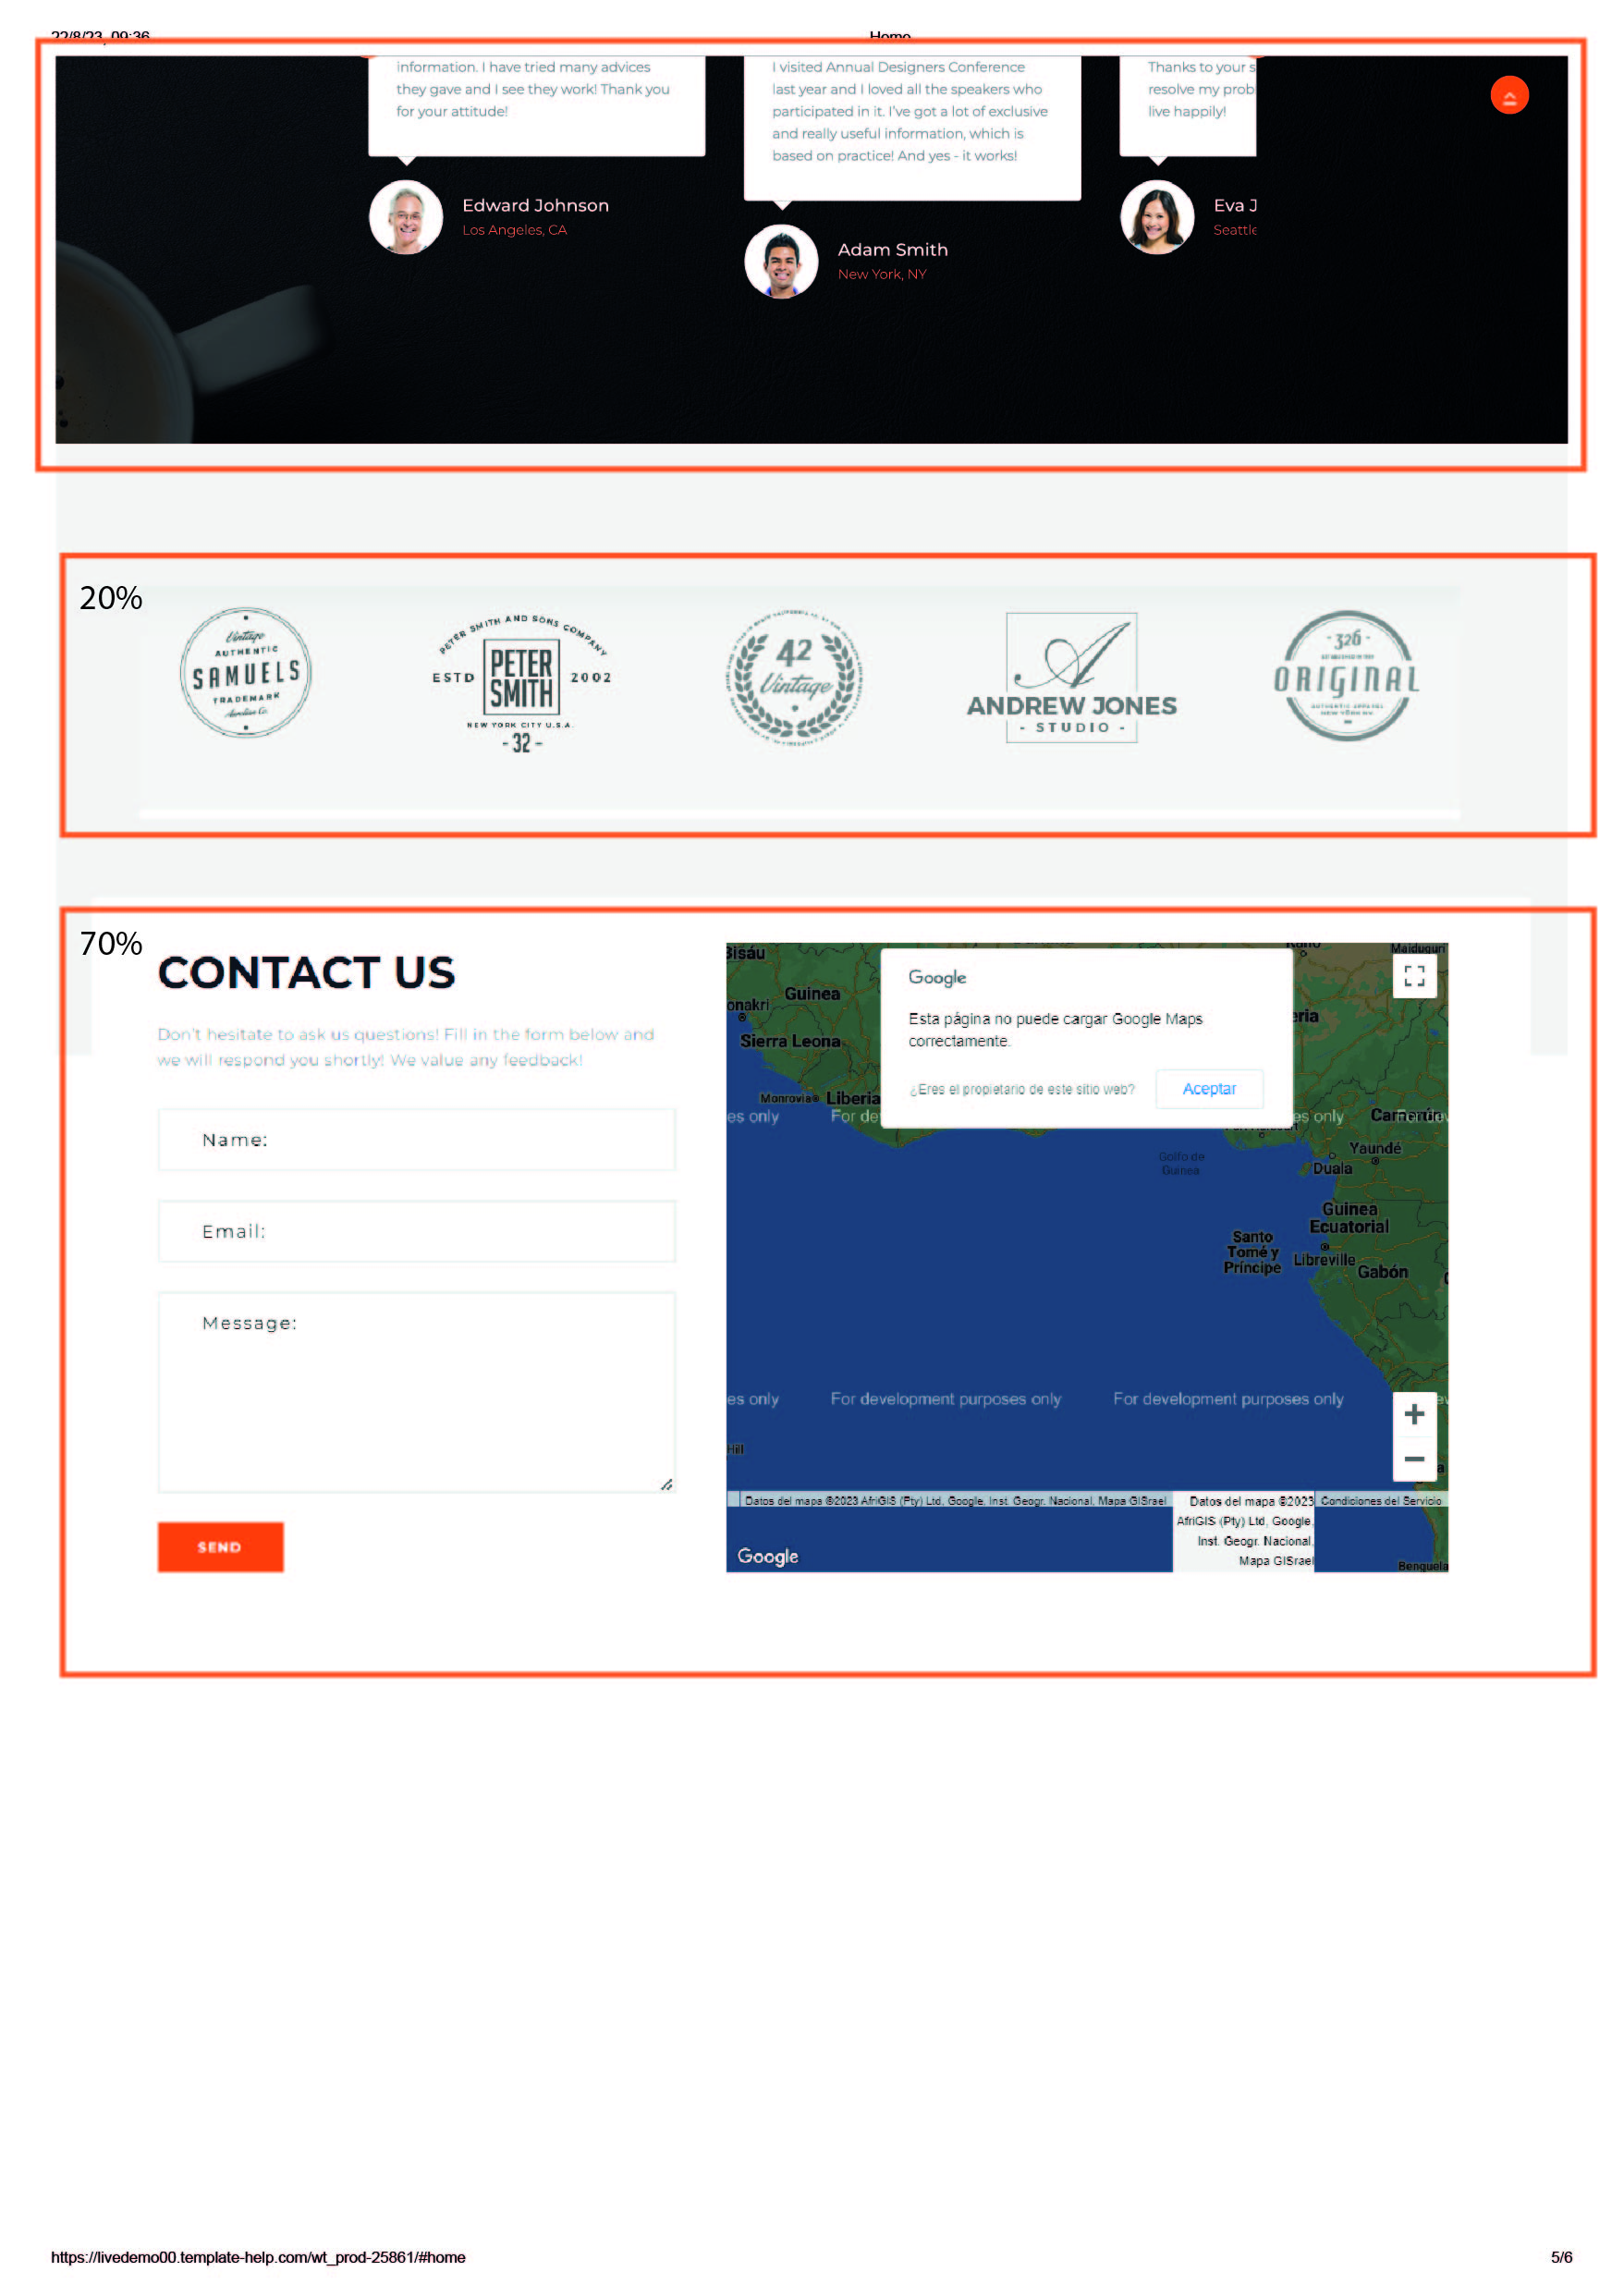 22/8/23, 09:36
Home
information. I have tried many advices
they gave and I see they work! Thank you
for your attitude!
Edward Johnson
Los Angeles, CA
I visited Annual Designers Conference
last year and I loved all the speakers who
participated in it. I've got a lot of exclusive
and really useful information, which is
based on practice! And yes - it works!
Adam Smith
New York, NY
Thanks to your s
resolve my prob
live happily!
Eva J
Seattle
20%
Vintage
AUTHENTIC
SAMUELS
TRADEMARK
PETER SMITH AND SONS COMPANY
ESTD PETER SMITH 2002
NEW YORK CITY U.S.A.
- 32 -
42
Vintage
A
ANDREW JONES
- STUDIO -
- 326 -
ORIGINAL
70%
CONTACT US
Don't hesitate to ask us questions! Fill in the form below and
we will respond you shortly! We value any feedback!
Name:
Email:
Message:
SEND
Bisáu
Maiduguri
onakri
Guinea
Sierra Leona
Monrovia
Liberia
Google
Esta página no puede cargar Google Maps
correctamente.
¿Eres el propietario de este sitio web?
Aceptar
eria
es only
For de
es only
Golfo de
Guinea
Yaundé
Duala
Guinea
Ecuatorial
Santo
Tomé y
Príncipe
Libreville
Gabón
es only
For development purposes only
For development purposes only
Hill
+
−
Datos del mapa ©2023 AfriGIS (Pty) Ltd, Google, Inst. Geogr. Nacional, Mapa GISrael
Datos del mapa ©2023
AfriGIS (Pty) Ltd, Google,
Inst. Geogr. Nacional,
Mapa GISrael
Condiciones del Servicio
Google
Benguela
https://livedemo00.template-help.com/wt_prod-25861/#home
5/6